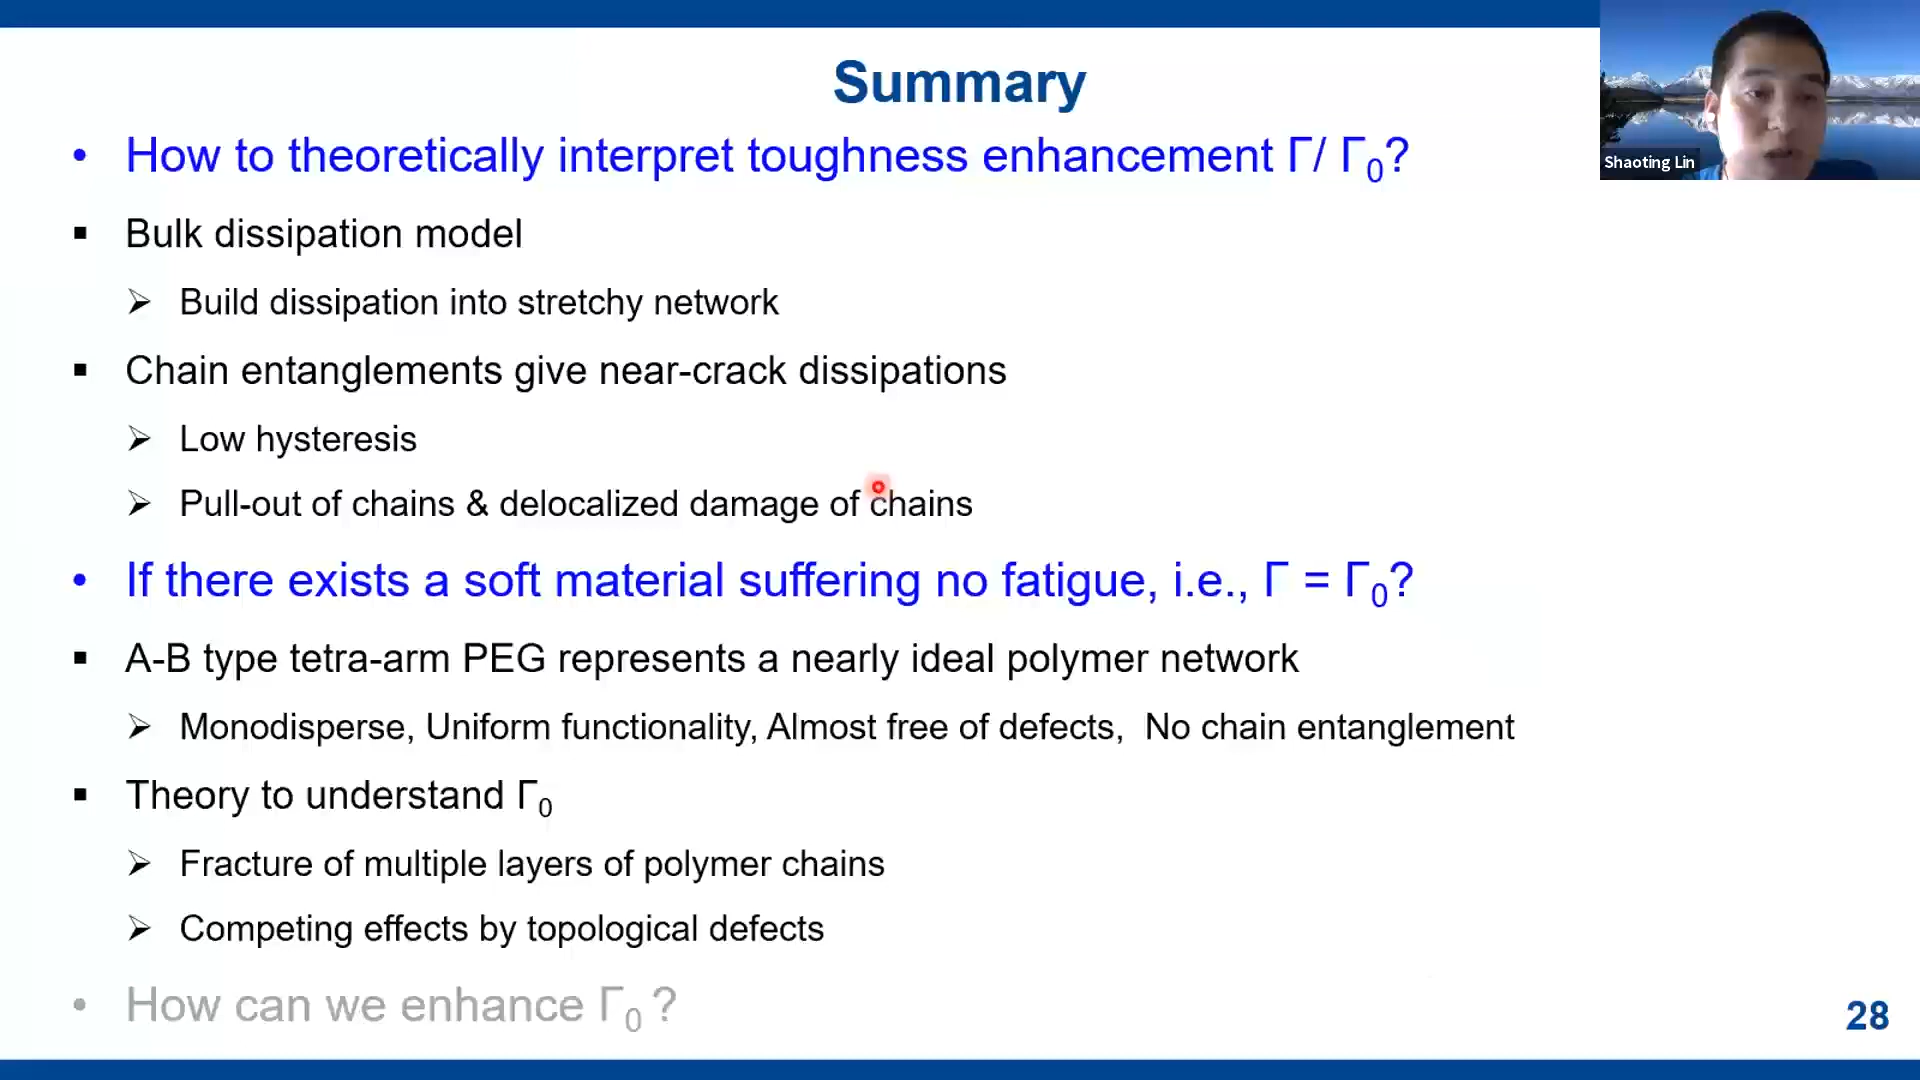 Summary
• How to theoretically interpret toughness enhancement Γ/ Γ₀?
▪ Bulk dissipation model
➢ Build dissipation into stretchy network
▪ Chain entanglements give near-crack dissipations
➢ Low hysteresis
➢ Pull-out of chains & delocalized damage of chains
• If there exists a soft material suffering no fatigue, i.e., Γ = Γ₀?
▪ A-B type tetra-arm PEG represents a nearly ideal polymer network
➢ Monodisperse, Uniform functionality, Almost free of defects, No chain entanglement
▪ Theory to understand Γ₀
➢ Fracture of multiple layers of polymer chains
➢ Competing effects by topological defects
• How can we enhance Γ₀ ?
28
Shaoting Lin